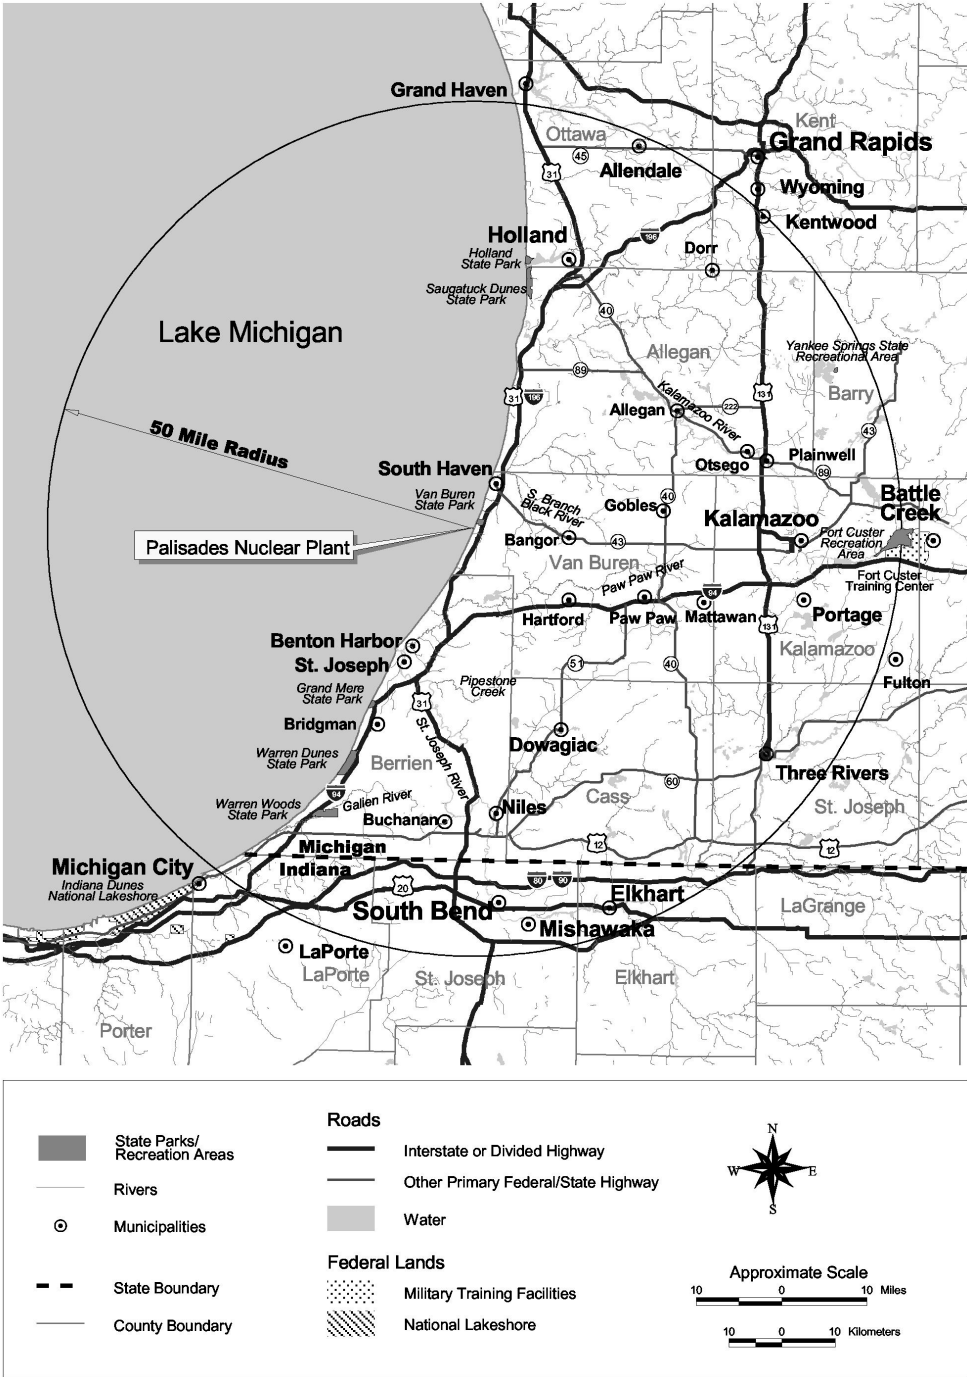 Grand Haven
Kent
Ottawa
Grand Rapids
45
Allendale
31
Wyoming
Kentwood
Holland
196
Dorr
Holland
State Park
Saugatuck Dunes
State Park
40
Lake Michigan
Allegan
Yankee Springs State
Recreational Area
89
Kalamazoo River
131
Barry
31
196
Allegan
222
50 Mile Radius
43
South Haven
Otsego
Plainwell
89
Van Buren
State Park
S. Branch
Black River
Gobles
40
Battle
Creek
Kalamazoo
Palisades Nuclear Plant
Bangor
43
Fort Custer
Recreation
Area
Van Buren
Paw Paw River
94
Fort Custer
Training Center
Hartford
Paw Paw
Mattawan
131
Portage
Benton Harbor
St. Joseph
51
40
Kalamazoo
Fulton
Pipestone
Creek
Grand Mere
State Park
31
Bridgman
St. Joseph River
Dowagiac
Warren Dunes
State Park
Berrien
Three Rivers
60
94
Galien River
Cass
St. Joseph
Warren Woods
State Park
Niles
Buchanan
Michigan
12
12
Michigan City
Indiana
Indiana Dunes
National Lakeshore
20
80
90
Elkhart
South Bend
LaGrange
Mishawaka
LaPorte
LaPorte
St. Joseph
Elkhart
Porter
State Parks/
Recreation Areas
Rivers
Municipalities
State Boundary
County Boundary
Roads
Interstate or Divided Highway
Other Primary Federal/State Highway
Water
Federal Lands
Military Training Facilities
National Lakeshore
N
W
E
S
Approximate Scale
10 0 10 Miles
10 0 10 Kilometers